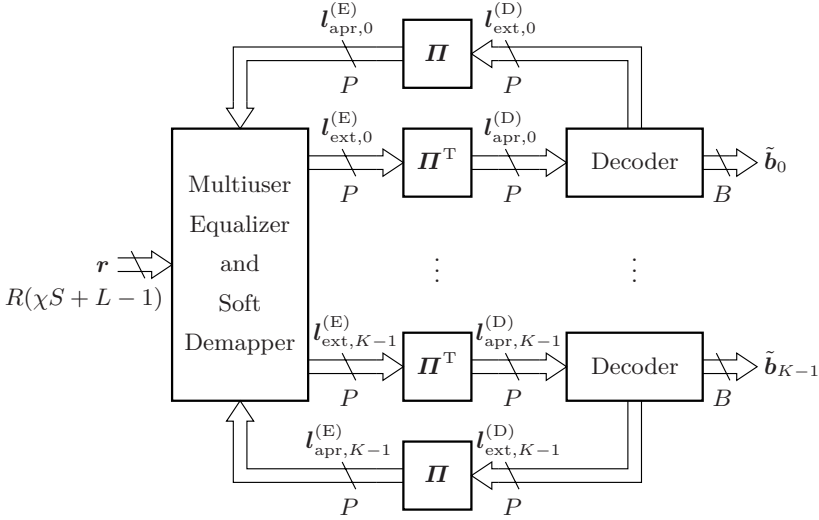 l_{apr,0}^{(E)} Π l_{ext,0}^{(D)}
P P
l_{ext,0}^{(E)} Π^T l_{apr,0}^{(D)} Decoder b̃_0
P P B
Multiuser
Equalizer
and
Soft
Demapper
r
R(χS + L − 1)
⋮ ⋮
l_{ext,K−1}^{(E)} Π^T l_{apr,K−1}^{(D)} Decoder b̃_{K−1}
P P B
l_{apr,K−1}^{(E)} Π l_{ext,K−1}^{(D)}
P P